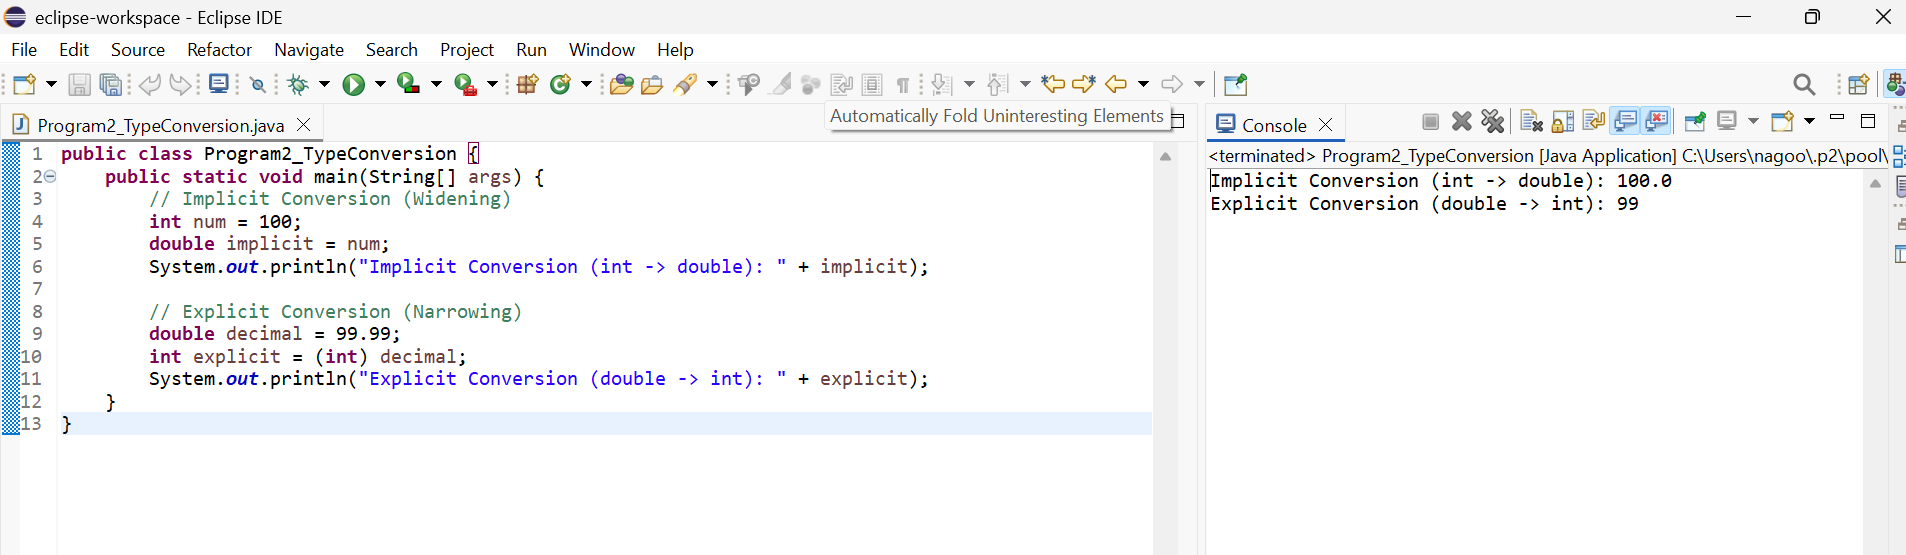 eclipse-workspace - Eclipse IDE
File Edit Source Refactor Navigate Search Project Run Window Help
Automatically Fold Uninteresting Elements
Program2_TypeConversion.java
1 public class Program2_TypeConversion {
2 public static void main(String[] args) {
3 // Implicit Conversion (Widening)
4 int num = 100;
5 double implicit = num;
6 System.out.println("Implicit Conversion (int -> double): " + implicit);
7
8 // Explicit Conversion (Narrowing)
9 double decimal = 99.99;
10 int explicit = (int) decimal;
11 System.out.println("Explicit Conversion (double -> int): " + explicit);
12 }
13 }
Console
<terminated> Program2_TypeConversion [Java Application] C:\Users\nagoo\.p2\pool\
Implicit Conversion (int -> double): 100.0
Explicit Conversion (double -> int): 99